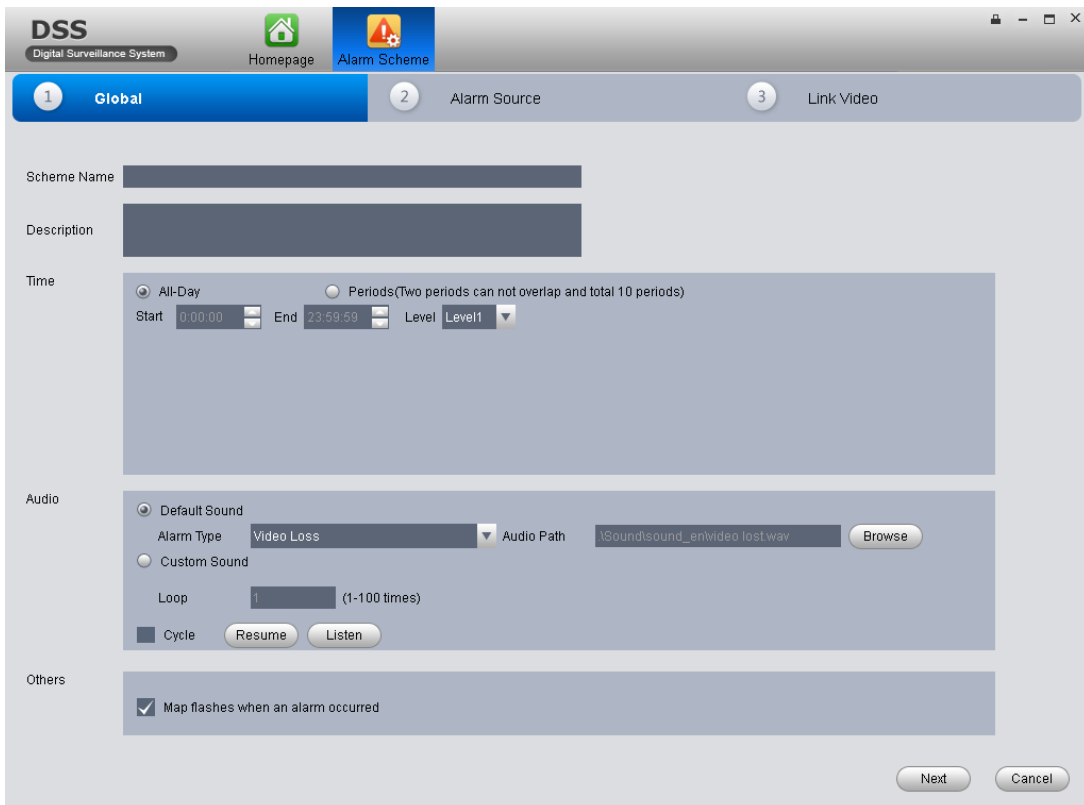 DSS
Digital Surveillance System
Homepage
Alarm Scheme
1 Global
2 Alarm Source
3 Link Video
Scheme Name
Description
Time
All-Day Periods(Two periods can not overlap and total 10 periods)
Start 0:00:00 End 23:59:59 Level Level1
Audio
Default Sound
Alarm Type Video Loss Audio Path .\Sound\sound_en\video lost.wav Browse
Custom Sound
Loop 1 (1-100 times)
Cycle Resume Listen
Others
Map flashes when an alarm occurred
Next Cancel